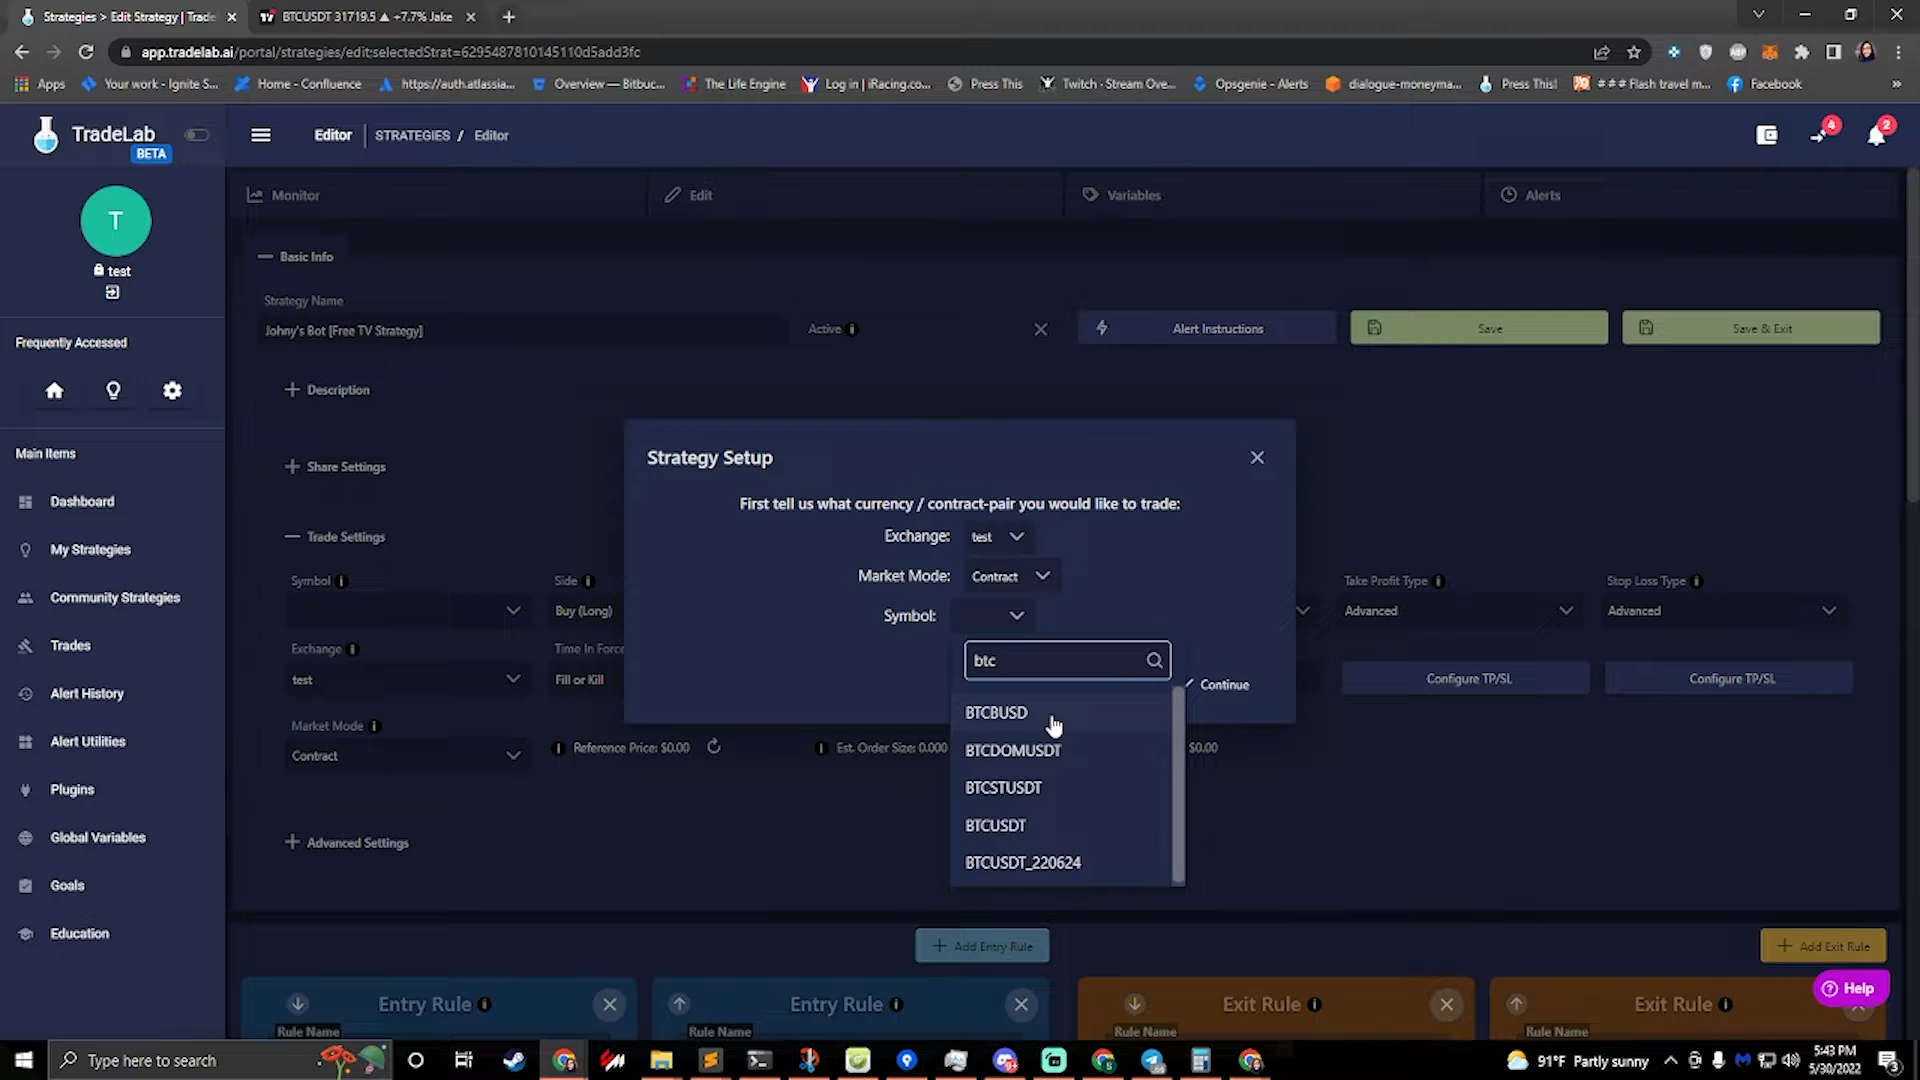 Strategies > Edit Strategy | Trade
BTCUSDT 31719.5 ▲ +7.7% Jake
app.tradelab.ai/portal/strategies/edit;selectedStrat=6295487810145110d5add3fc
Apps
Your work - Ignite S...
Home - Confluence
https://auth.atlassia...
Overview — Bitbuc...
The Life Engine
Log in | iRacing.co...
Press This
Twitch - Stream Ove...
Opsgenie - Alerts
dialogue-moneyma...
Press This!
###Flash travel m...
Facebook
»
TradeLab
BETA
Editor
STRATEGIES / Editor
4
2
T
test
Frequently Accessed
Main Items
Dashboard
My Strategies
Community Strategies
Trades
Alert History
Alert Utilities
Plugins
Global Variables
Goals
Education
Monitor
Edit
Variables
Alerts
Basic Info
Strategy Name
Johny's Bot [Free TV Strategy]
Active
Alert Instructions
Save
Save & Exit
Description
Share Settings
Trade Settings
Symbol
Side
Buy (Long)
Take Profit Type
Advanced
Stop Loss Type
Advanced
Exchange
test
Time In Force
Fill or Kill
Configure TP/SL
Configure TP/SL
Market Mode
Contract
Reference Price: $0.00
Est. Order Size: 0.000
$0.00
Advanced Settings
Strategy Setup
First tell us what currency / contract-pair you would like to trade:
Exchange: test
Market Mode: Contract
Symbol:
btc
Continue
BTCBUSD
BTCDOMUSDT
BTCSTUSDT
BTCUSDT
BTCUSDT_220624
Add Entry Rule
Add Exit Rule
Entry Rule
Entry Rule
Exit Rule
Exit Rule
Rule Name
Rule Name
Rule Name
Rule Name
Help
Type here to search
91°F Partly sunny
5:43 PM
5/30/2022
3